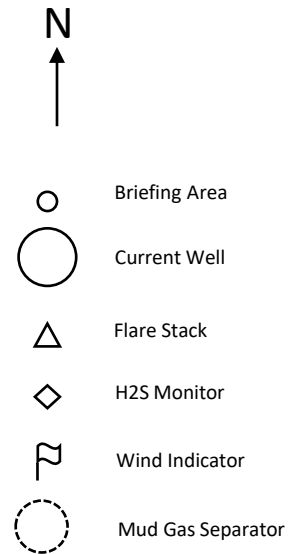 N
Briefing Area
Current Well
Flare Stack
H2S Monitor
Wind Indicator
Mud Gas Separator